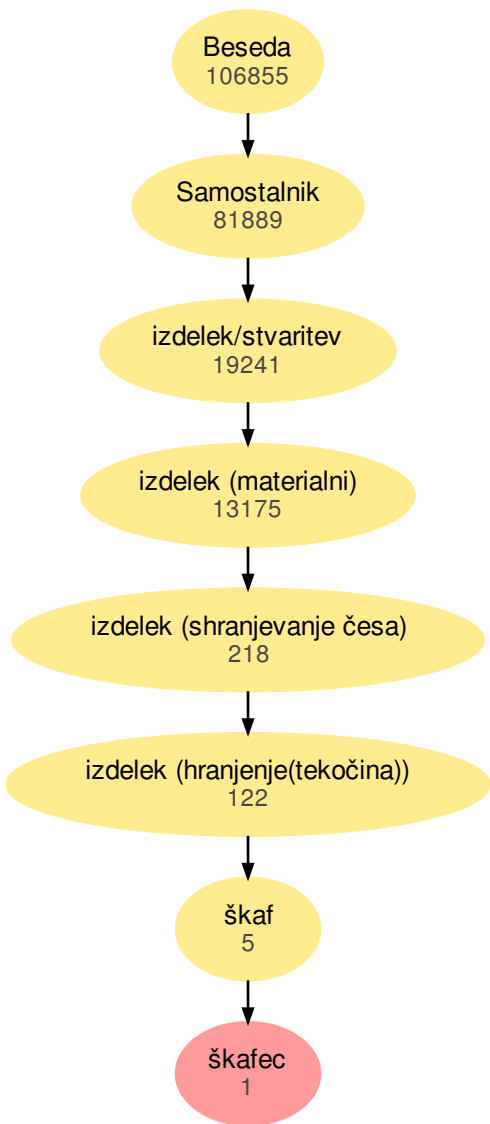 Beseda
106855
Samostalnik
81889
izdelek/stvaritev
19241
izdelek (materialni)
13175
izdelek (shranjevanje česa)
218
izdelek (hranjenje(tekočina))
122
škaf
5
škafec
1